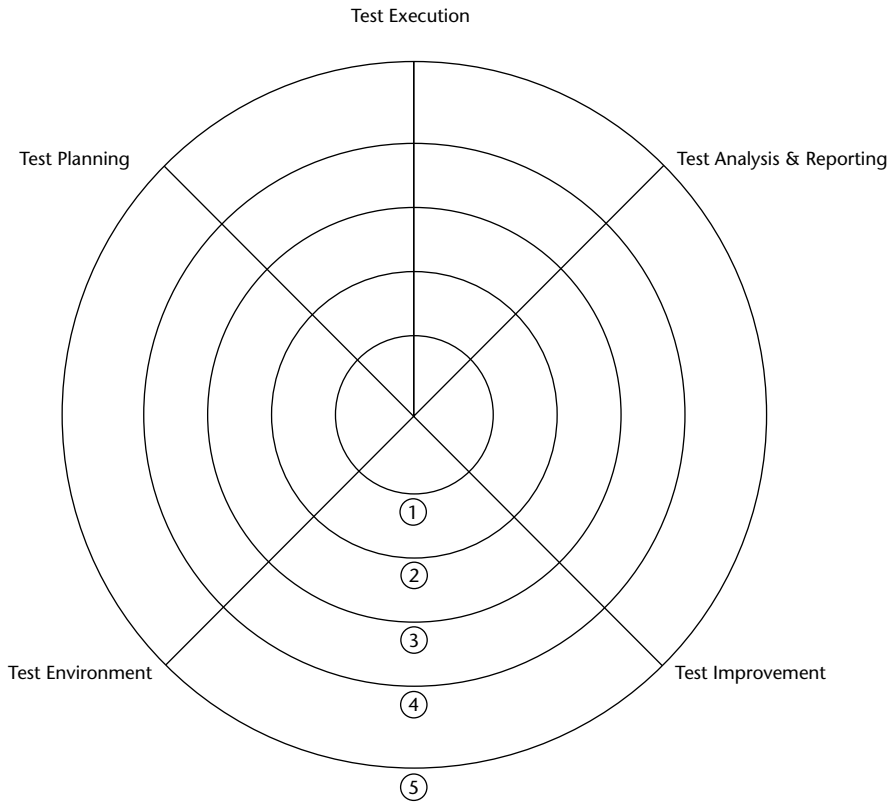 Test Execution
Test Planning
Test Analysis & Reporting
1
2
3
Test Environment
Test Improvement
4
5